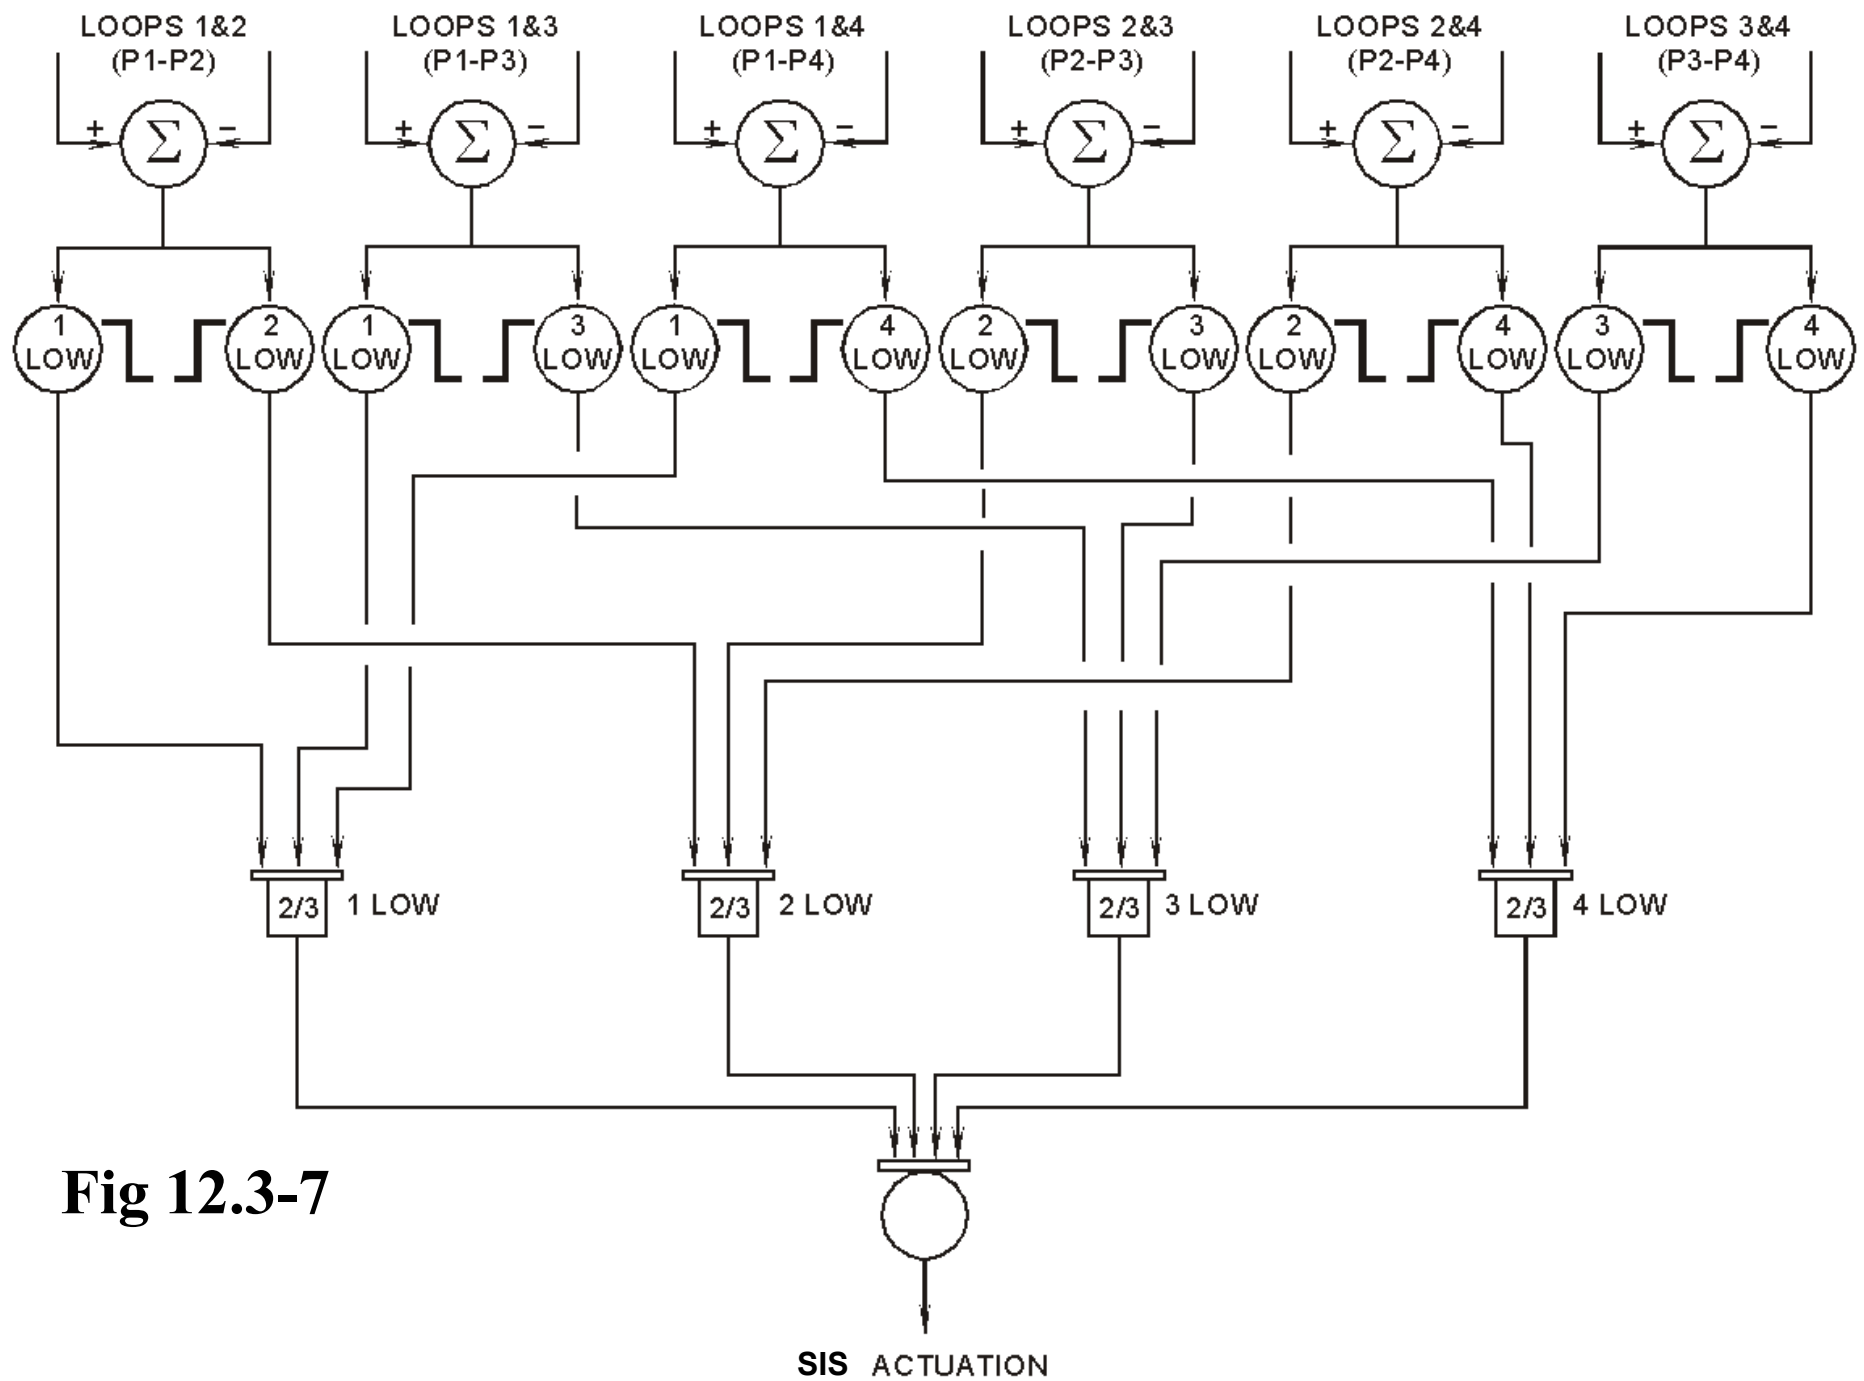 LOOPS 1&2
(P1-P2)
LOOPS 1&3
(P1-P3)
LOOPS 1&4
(P1-P4)
LOOPS 2&3
(P2-P3)
LOOPS 2&4
(P2-P4)
LOOPS 3&4
(P3-P4)
+ Σ −
+ Σ −
+ Σ −
+ Σ −
+ Σ −
+ Σ −
1
LOW
2
LOW
1
LOW
3
LOW
1
LOW
4
LOW
2
LOW
3
LOW
2
LOW
4
LOW
3
LOW
4
LOW
2/3 1 LOW
2/3 2 LOW
2/3 3 LOW
2/3 4 LOW
Fig 12.3-7
SIS ACTUATION